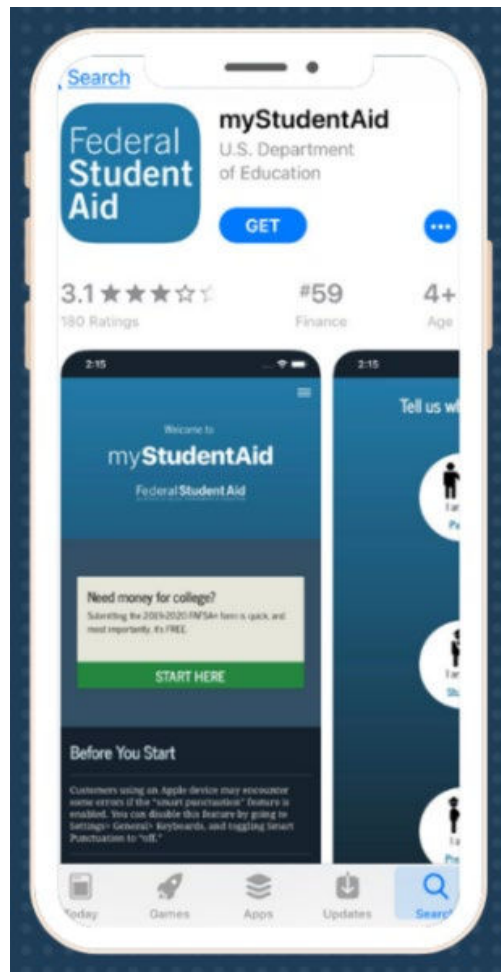 Search
Federal
Student
Aid
myStudentAid
U.S. Department
of Education
GET
3.1
#59
4+
180 Ratings
Finance
Age
2:15
Welcome to
myStudentAid
Federal Student Aid
Need money for college?
Submitting the 2019-2020 FAFSA® form is quick, and
most importantly, it's FREE.
START HERE
Before You Start
Customers using an Apple device may encounter
some errors if the "smart punctuation" feature is
enabled. You can disable this feature by going to
Settings> General> Keyboards, and toggling Smart
Punctuation to "off."
2:15
Tell us w
I a
Pa
I a
Stu
I a
Pre
Today
Games
Apps
Updates
Search